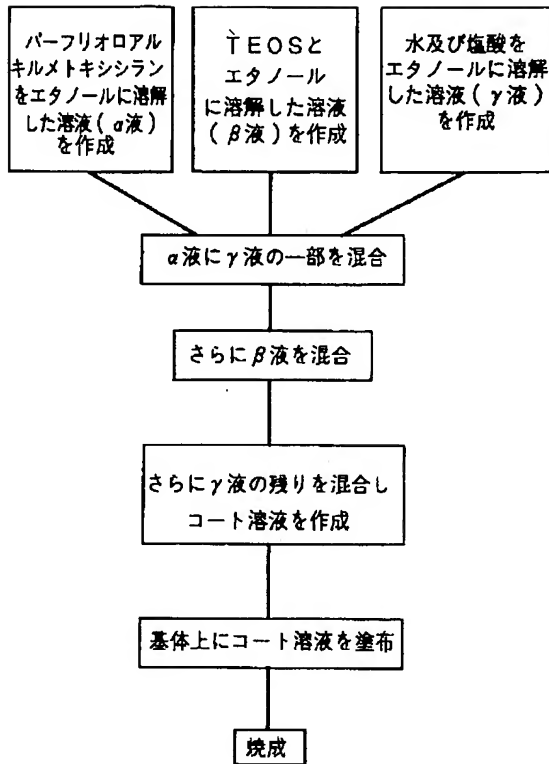 パーフリオロアル
キルメトキシシラン
をエタノールに溶解
した溶液(α液)
を作成
TEOSと
エタノール
に溶解した溶液
(β液)を作成
水及び塩酸を
エタノールに溶解
した溶液(γ液)
を作成
α液にγ液の一部を混合
さらにβ液を混合
さらにγ液の残りを混合し
コート溶液を作成
基体上にコート溶液を塗布
焼成